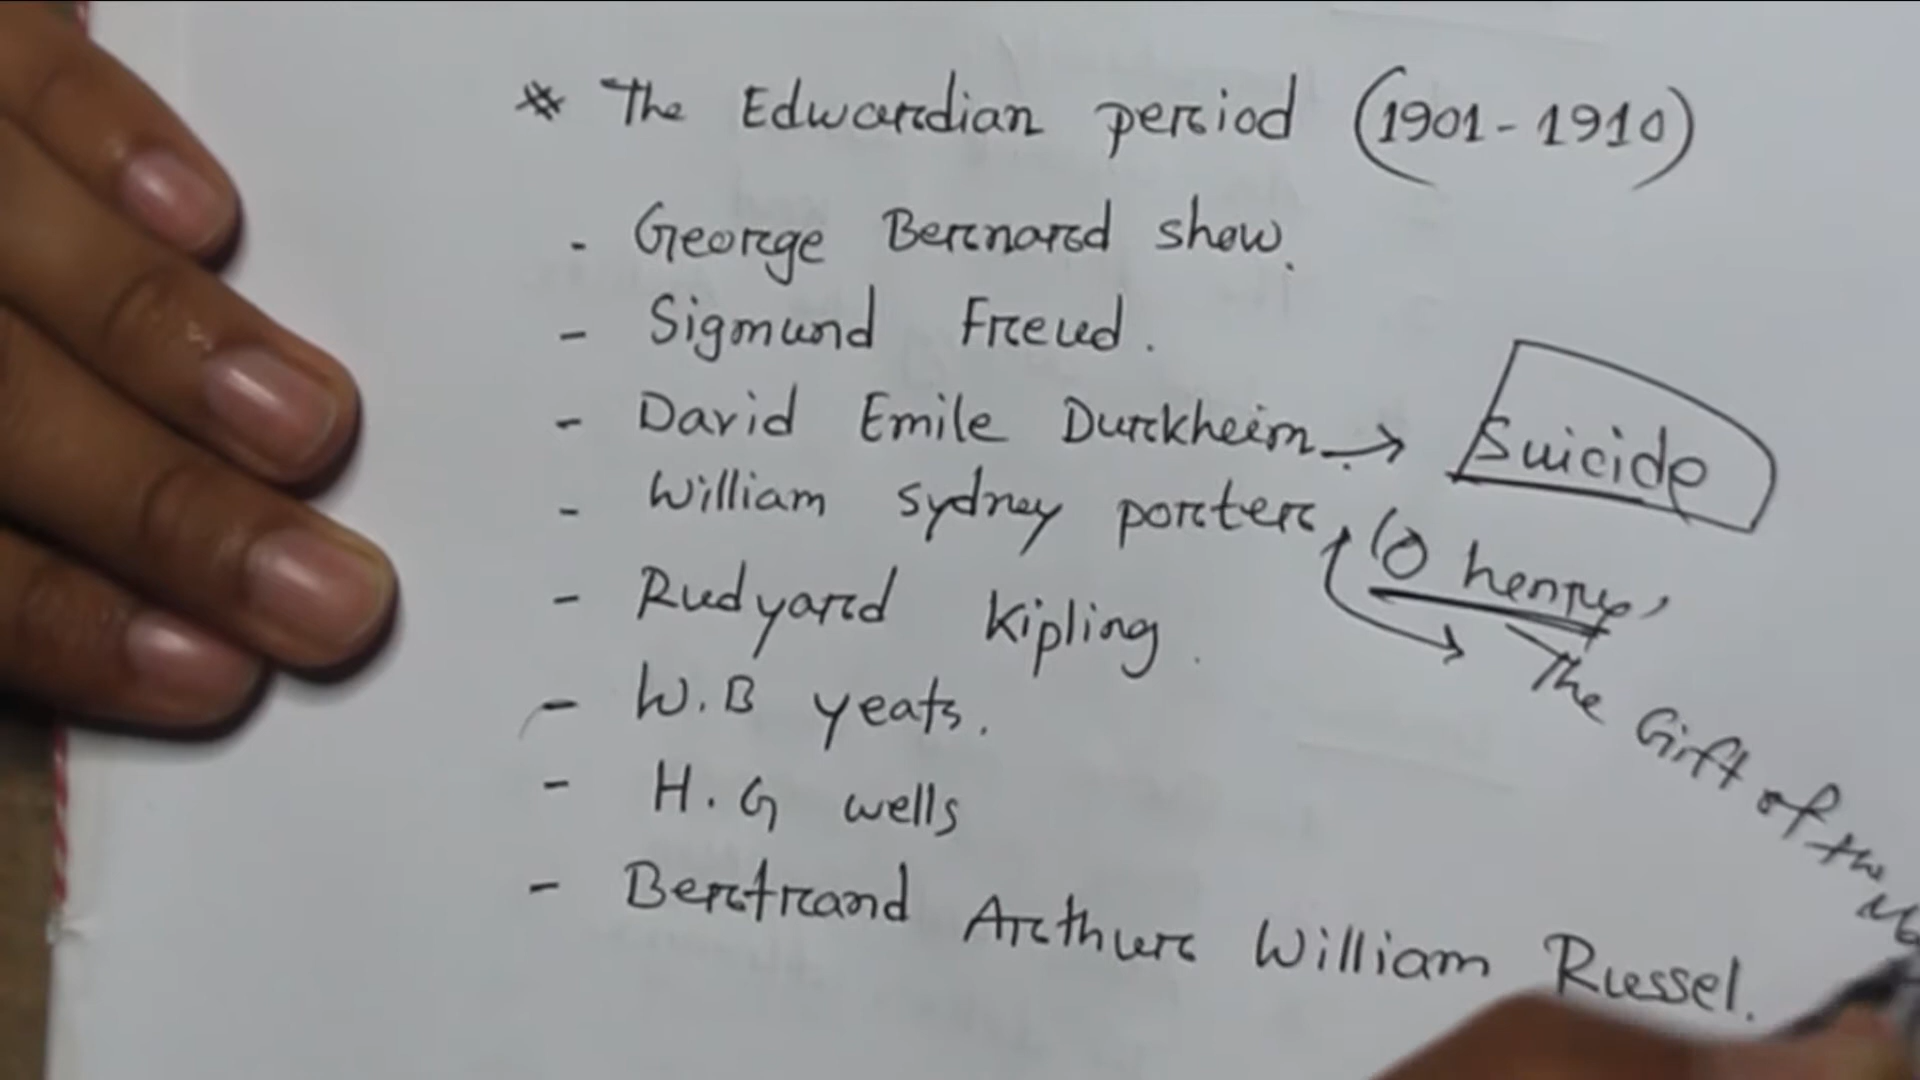 * The Edwardian period (1901-1910)
- George Bernard show.
- Sigmund Freud.
- David Emile Durkheim. → Suicide
- William sydney porter, 'O henry'
→ The Gift of the
- Rudyard Kipling.
- W.B yeats.
- H.G wells
- Bertrand Arthur William Russel.